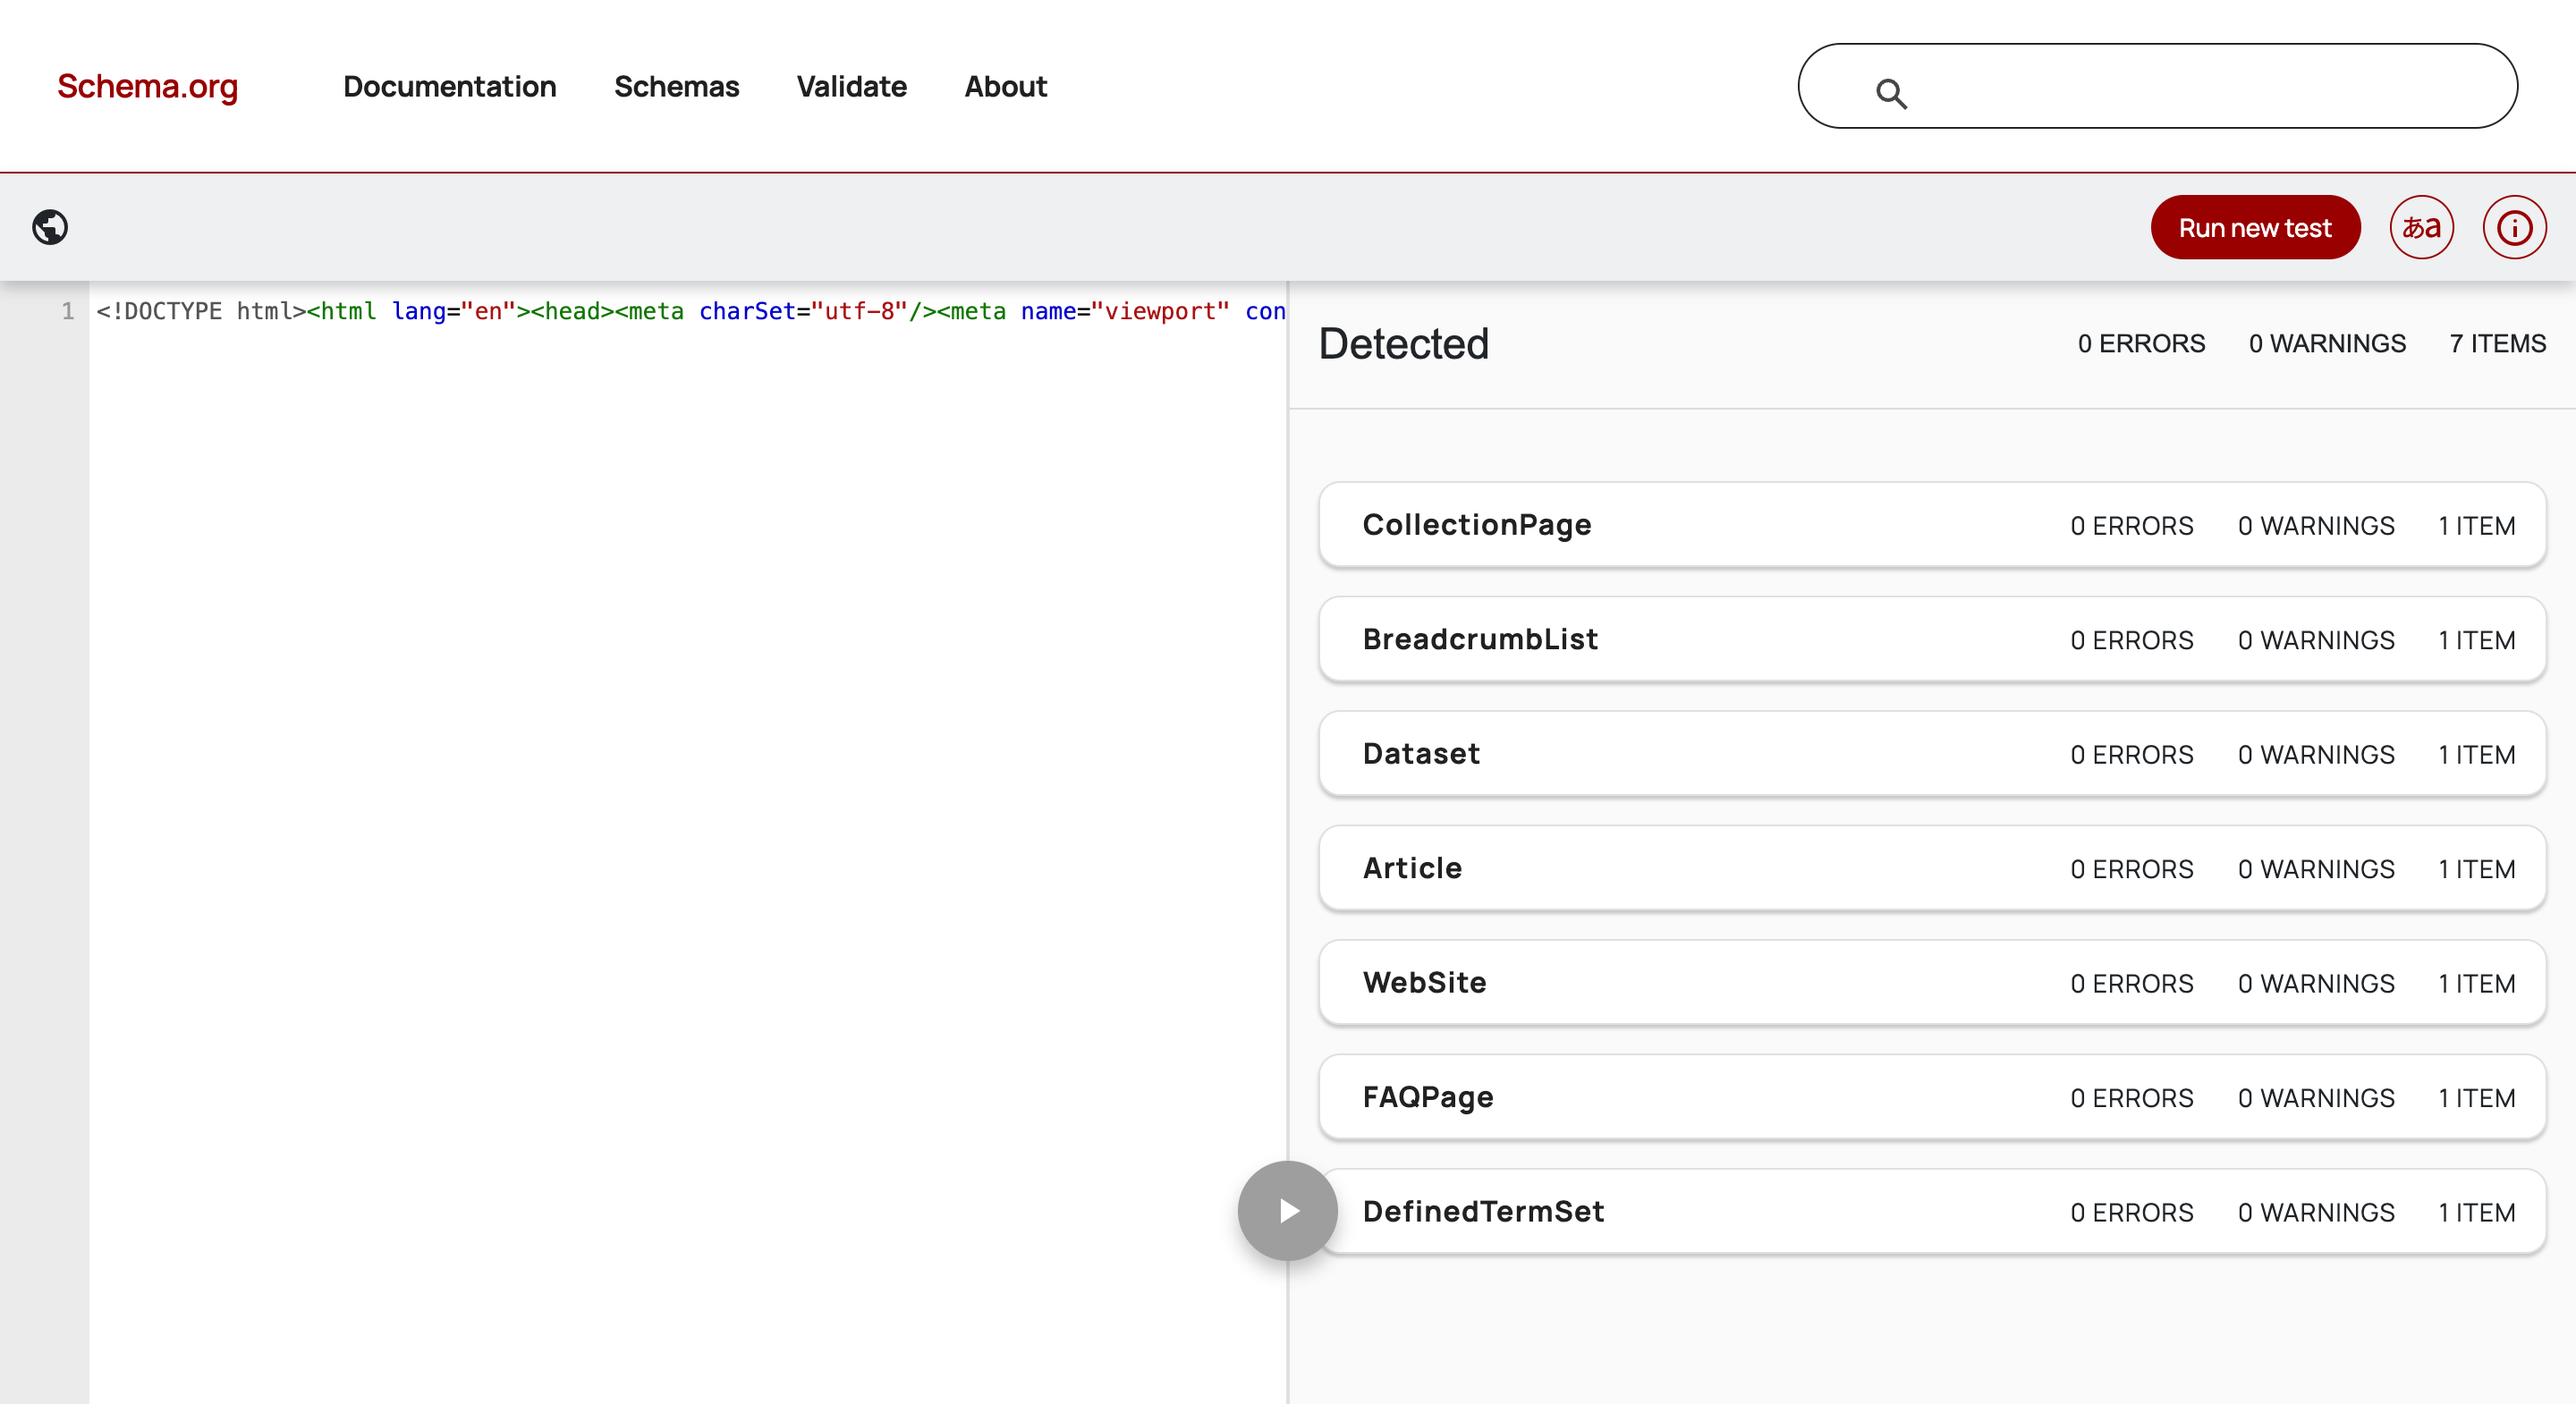 Schema.org Documentation Schemas Validate About
Run new test あa
1 <!DOCTYPE html><html lang="en"><head><meta charSet="utf-8"/><meta name="viewport" con
Detected 0 ERRORS 0 WARNINGS 7 ITEMS
CollectionPage 0 ERRORS 0 WARNINGS 1 ITEM
BreadcrumbList 0 ERRORS 0 WARNINGS 1 ITEM
Dataset 0 ERRORS 0 WARNINGS 1 ITEM
Article 0 ERRORS 0 WARNINGS 1 ITEM
WebSite 0 ERRORS 0 WARNINGS 1 ITEM
FAQPage 0 ERRORS 0 WARNINGS 1 ITEM
DefinedTermSet 0 ERRORS 0 WARNINGS 1 ITEM